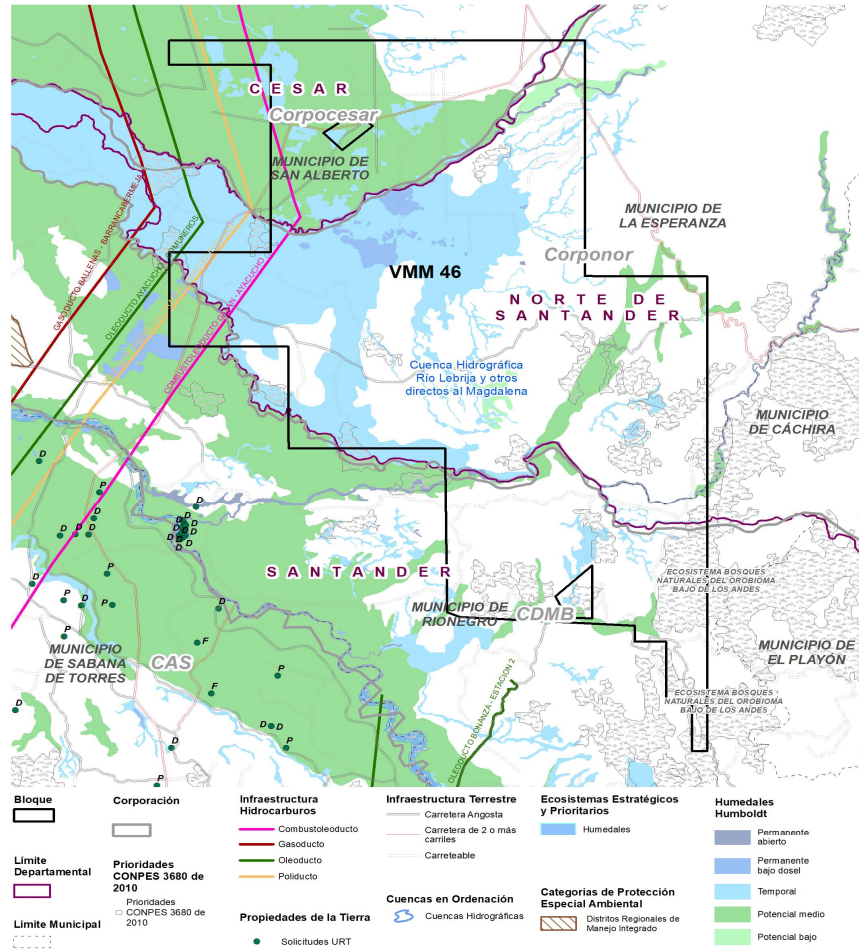 CESAR
Corpocesar
MUNICIPIO DE
SAN ALBERTO
MUNICIPIO DE
LA ESPERANZA
GASODUCTO BALLENAS - BARRANCABERMEJA
Corponor
VMM 46
NORTE DE
SANTANDER
Cuenca Hidrográfica
Río Lebrija y otros
directos al Magdalena
MUNICIPIO
DE CÁCHIRA
D
P
D
D
D
D
D
D
D
D
D
D
D
SANTANDER
ECOSISTEMA BOSQUES
NATURALES DEL OROBIOMA
BAJO DE LOS ANDES
P
D
P
D
P
D
MUNICIPIO DE
RIONEGRO
CDMB
P
F
MUNICIPIO DE
EL PLAYÓN
MUNICIPIO
DE SABANA
DE TORRES
CAS
P
F
D
ECOSISTEMA BOSQUES
NATURALES DEL OROBIOMA
BAJO DE LOS ANDES
OLEODUCTO BONANZA - ESTACION 2
D
D
P
D
P
Bloque
Corporación
Límite
Departamental
Prioridades
CONPES 3680 de
2010
Prioridades
CONPES 3680 de
2010
Límite Municipal
Infraestructura
Hidrocarburos
Combustoleoducto
Gasoducto
Oleoducto
Poliducto
Propiedades de la Tierra
Solicitudes URT
Infraestructura Terrestre
Carretera Angosta
Carretera de 2 o más
carriles
Carreteable
Cuencas en Ordenación
Cuencas Hidrográficas
Ecosistemas Estratégicos
y Prioritarios
Humedales
Categorias de Protección
Especial Ambiental
Distritos Regionales de
Manejo Integrado
Humedales
Humboldt
Permanente
abierto
Permanente
bajo dosel
Temporal
Potencial medio
Potencial bajo